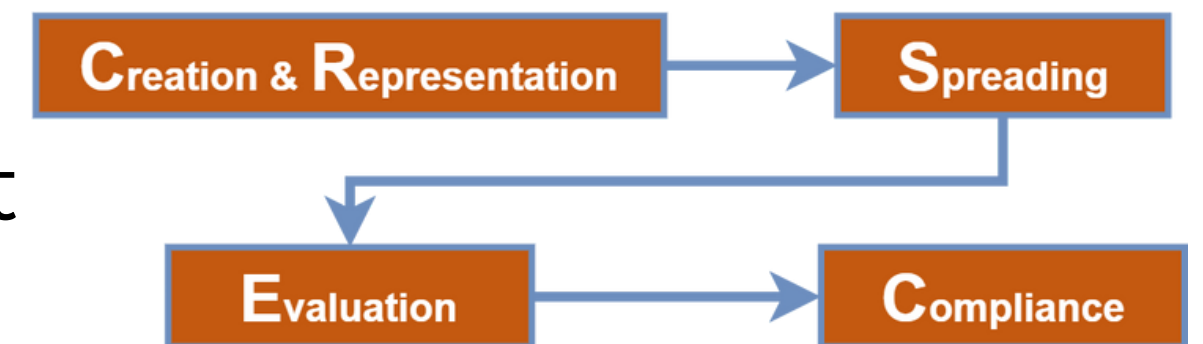 Creation & Representation
Spreading
t
Evaluation
Compliance